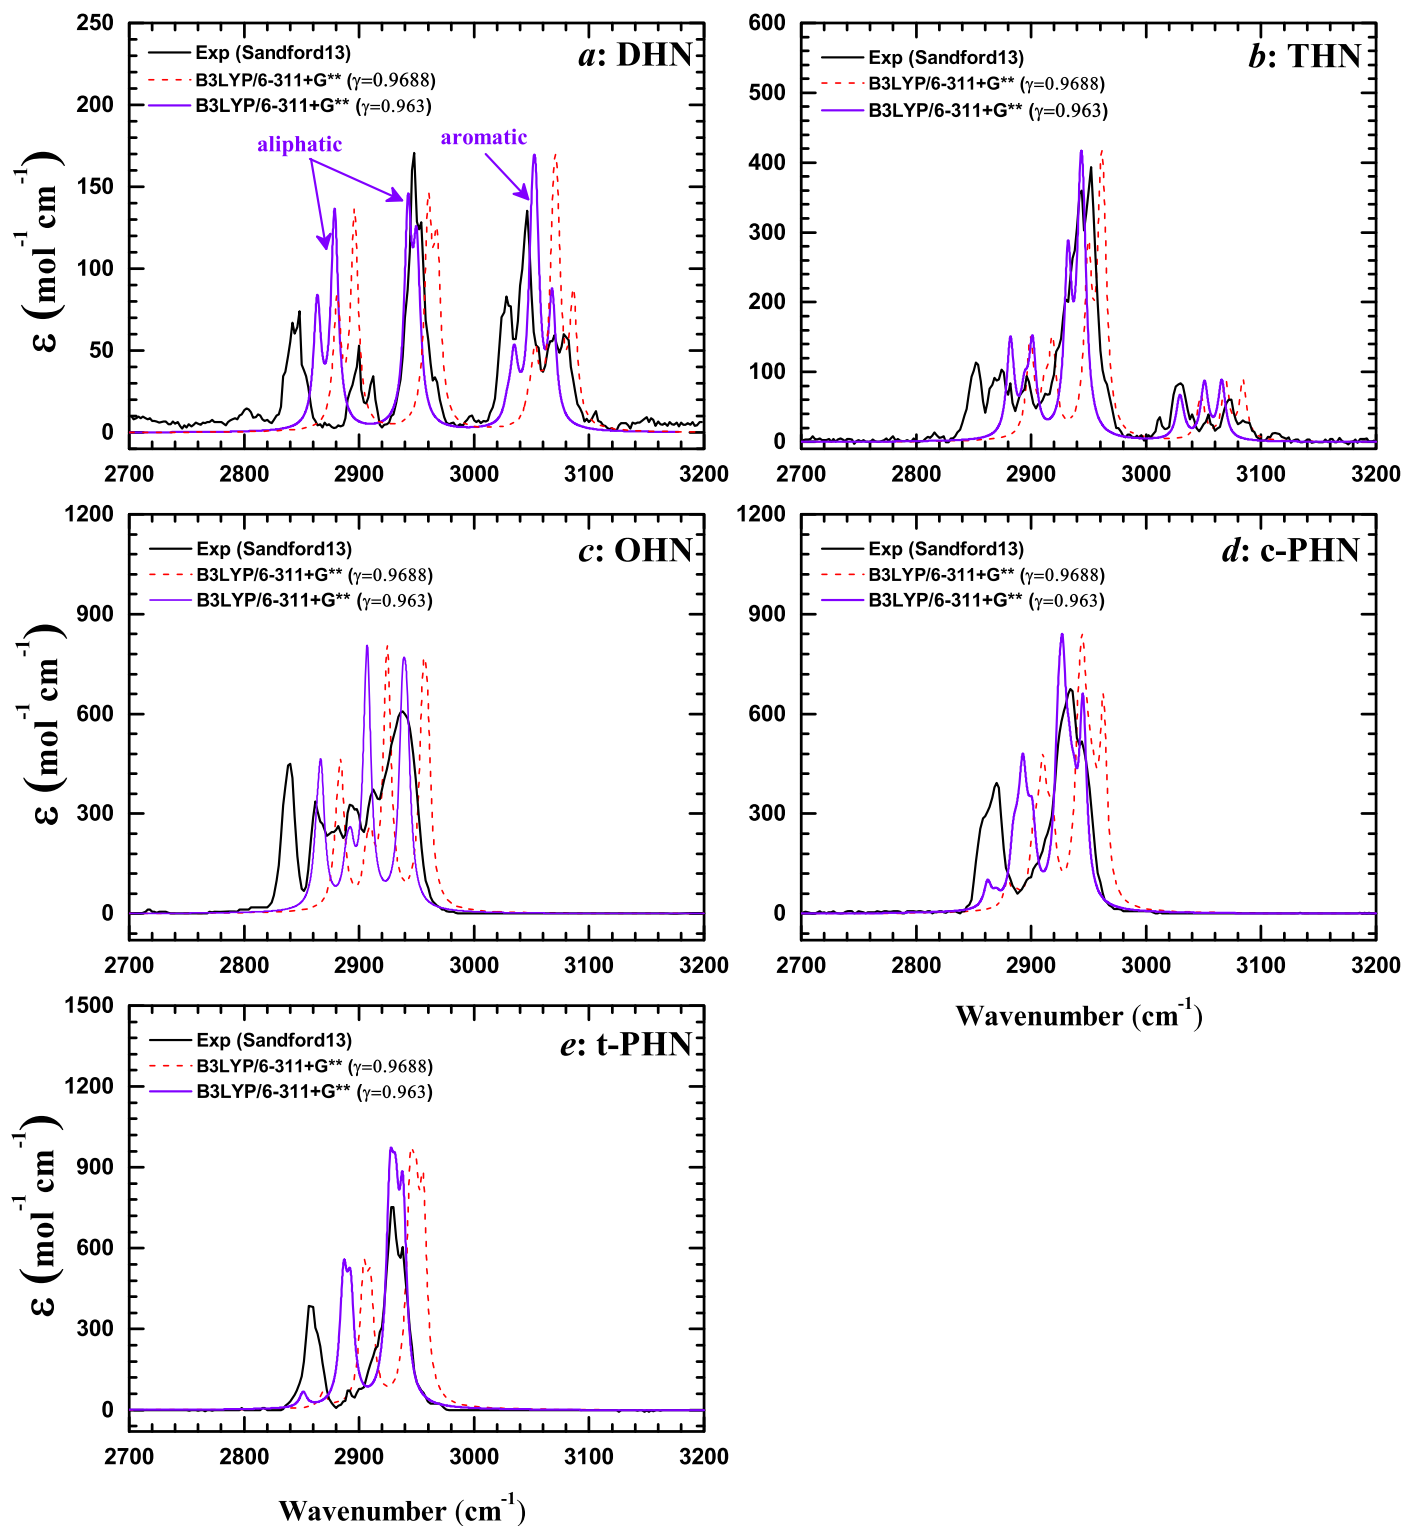 a: DHN
Exp (Sandford13)
B3LYP/6-311+G** (γ=0.9688)
B3LYP/6-311+G** (γ=0.963)
aliphatic
aromatic
250
200
150
100
50
0
ε (mol⁻¹ cm⁻¹)
2700 2800 2900 3000 3100 3200
b: THN
Exp (Sandford13)
B3LYP/6-311+G** (γ=0.9688)
B3LYP/6-311+G** (γ=0.963)
600
500
400
300
200
100
0
2700 2800 2900 3000 3100 3200
c: OHN
Exp (Sandford13)
B3LYP/6-311+G** (γ=0.9688)
B3LYP/6-311+G** (γ=0.963)
1200
900
600
300
0
ε (mol⁻¹ cm⁻¹)
2700 2800 2900 3000 3100 3200
d: c-PHN
Exp (Sandford13)
B3LYP/6-311+G** (γ=0.9688)
B3LYP/6-311+G** (γ=0.963)
1200
900
600
300
0
2700 2800 2900 3000 3100 3200
Wavenumber (cm⁻¹)
e: t-PHN
Exp (Sandford13)
B3LYP/6-311+G** (γ=0.9688)
B3LYP/6-311+G** (γ=0.963)
1500
1200
900
600
300
0
ε (mol⁻¹ cm⁻¹)
2700 2800 2900 3000 3100 3200
Wavenumber (cm⁻¹)